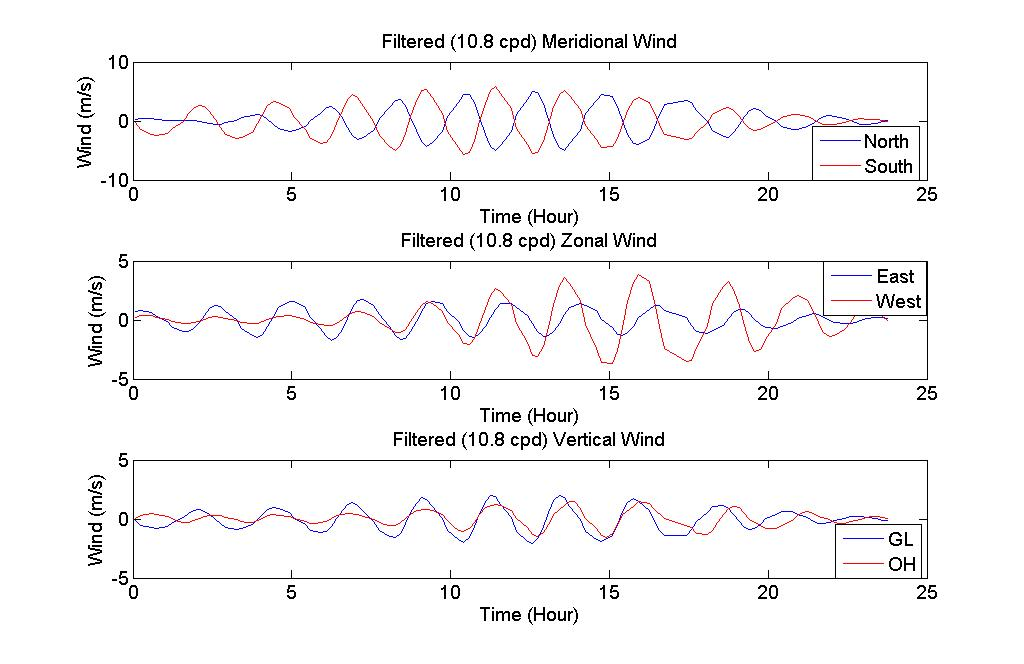 Filtered (10.8 cpd) Meridional Wind
10
0
-10
Wind (m/s)
North
South
0 5 10 15 20 25
Time (Hour)
Filtered (10.8 cpd) Zonal Wind
5
0
-5
Wind (m/s)
East
West
0 5 10 15 20 25
Time (Hour)
Filtered (10.8 cpd) Vertical Wind
5
0
-5
Wind (m/s)
GL
OH
0 5 10 15 20 25
Time (Hour)